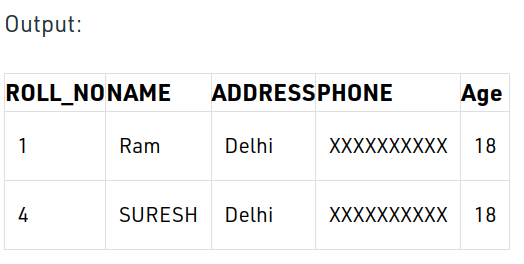 Output:
ROLL_NO NAME ADDRESS PHONE Age
1 Ram Delhi XXXXXXXXXX 18
4 SURESH Delhi XXXXXXXXXX 18